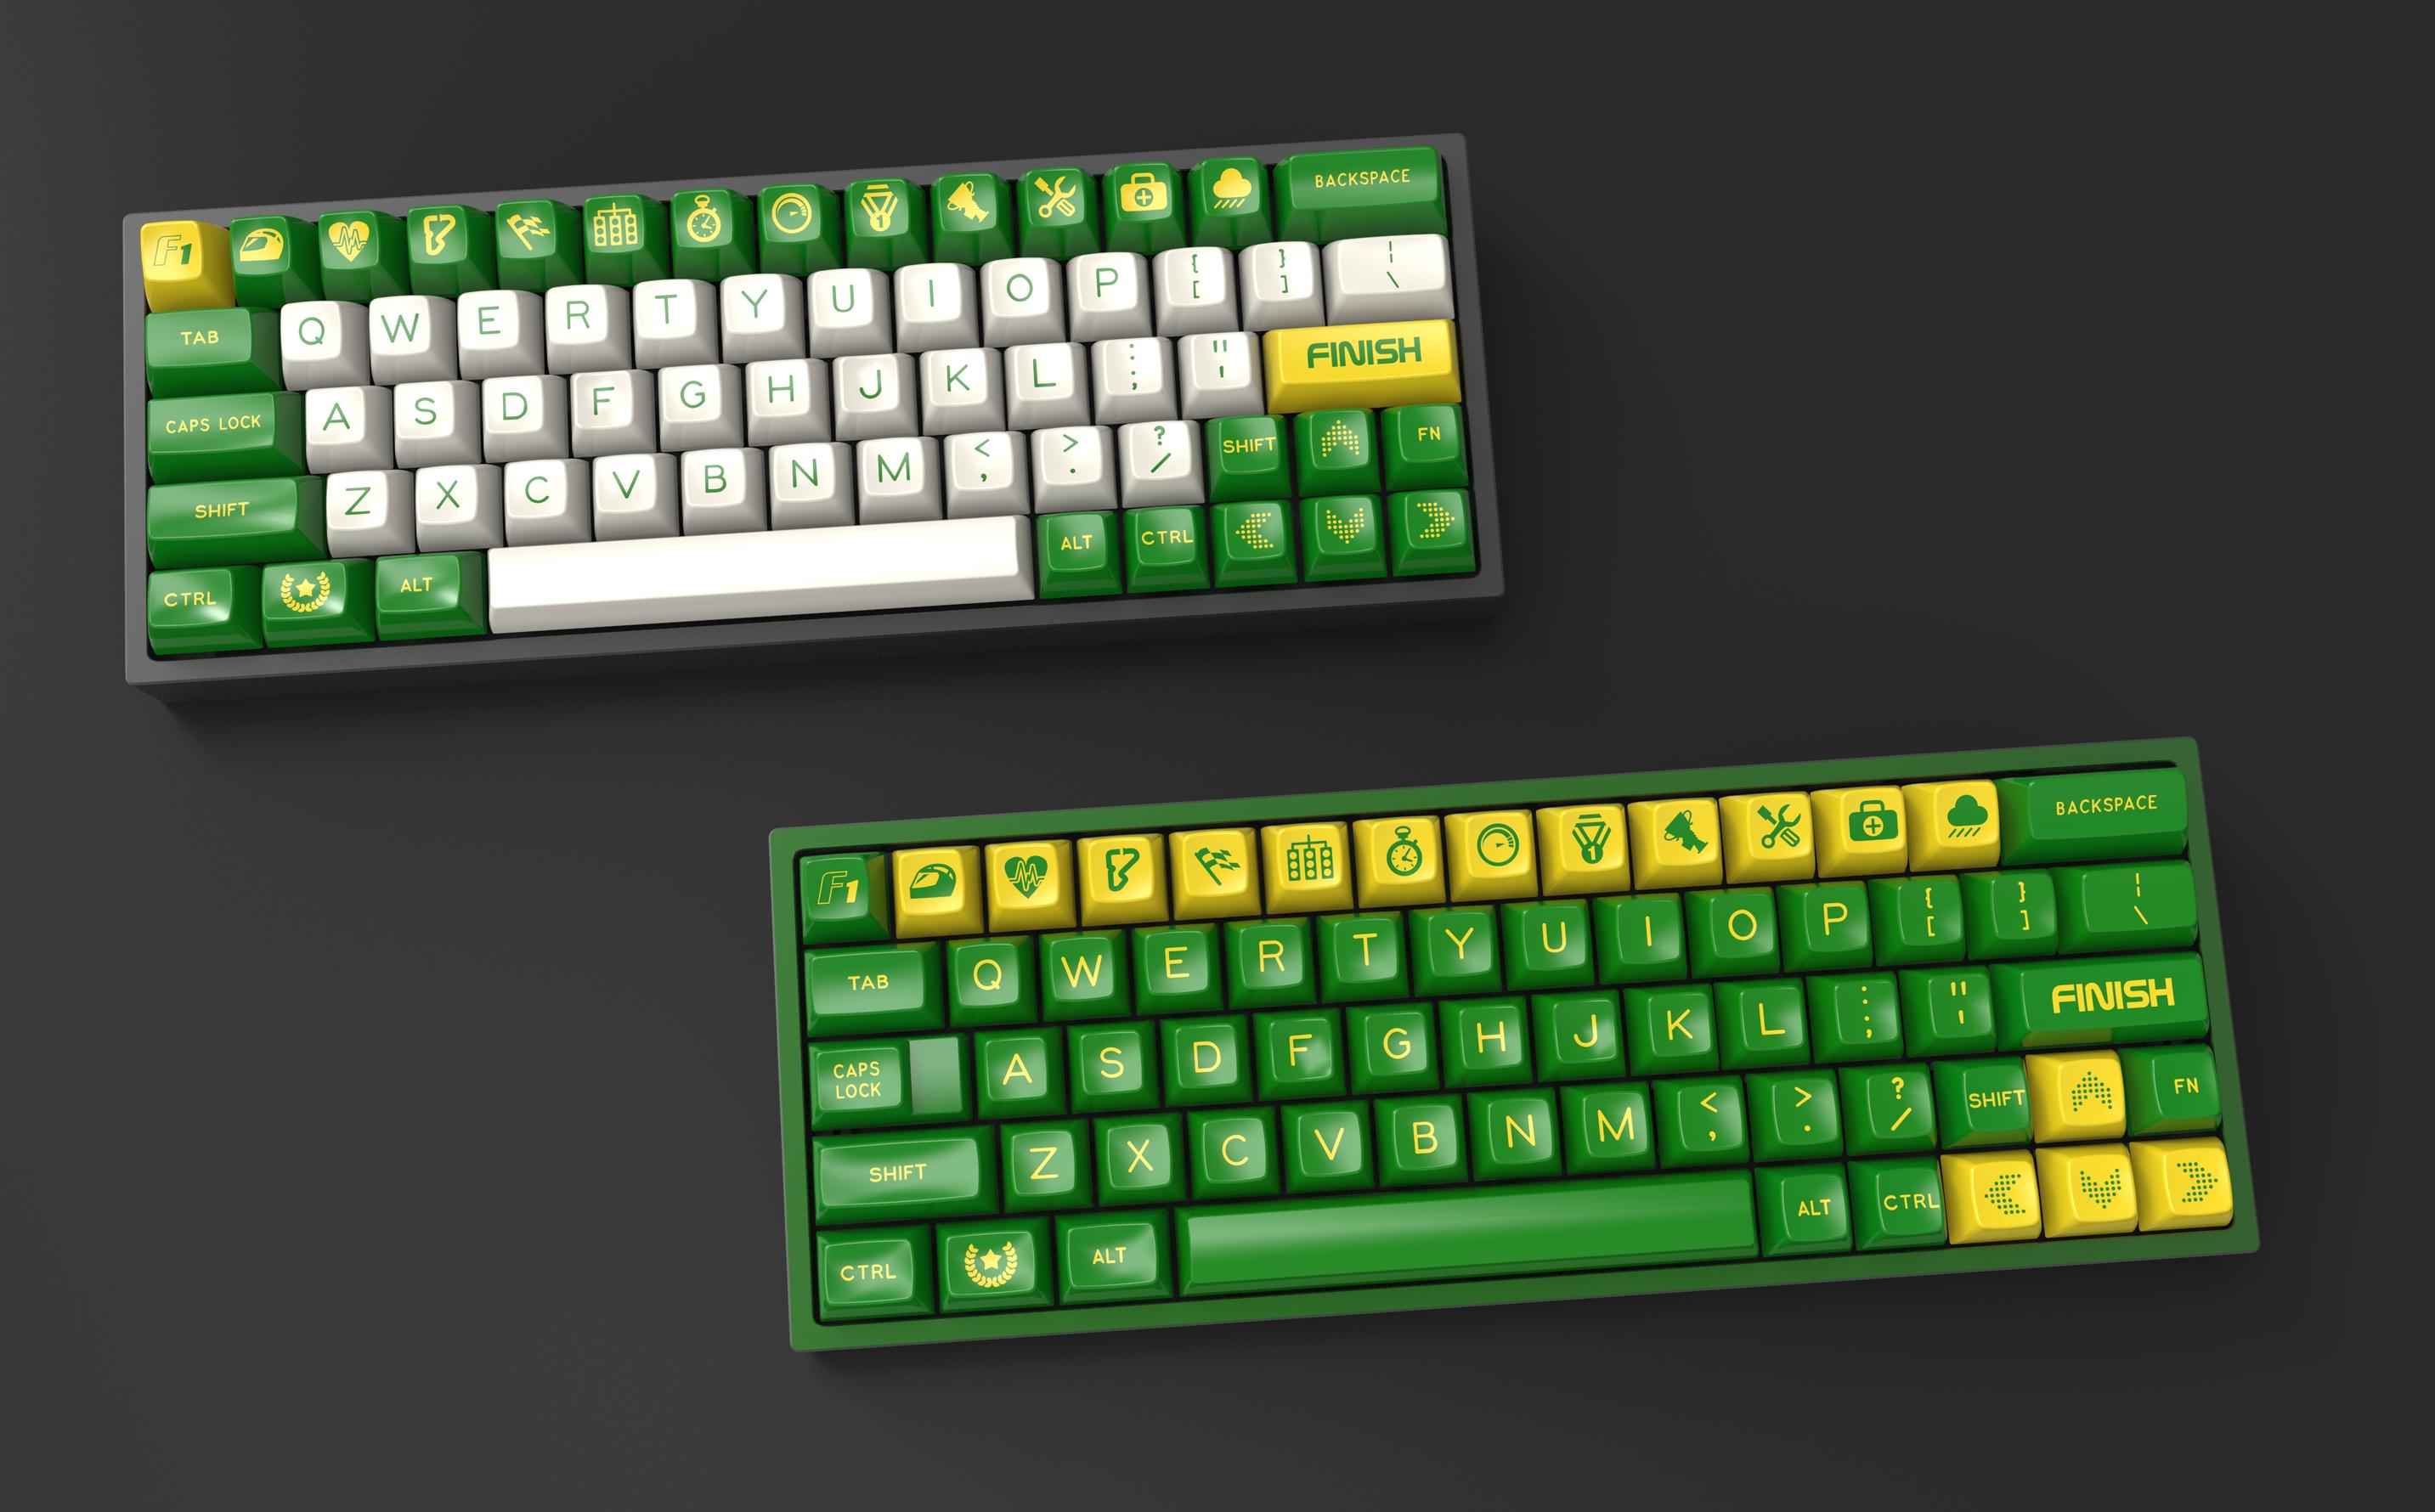 F1 BACKSPACE
TAB Q W E R T Y U I O P { [ } ] | \
CAPS LOCK A S D F G H J K L : ; " ' FINISH
SHIFT Z X C V B N M < , > . ? / SHIFT FN
CTRL ALT ALT CTRL
F1 1 BACKSPACE
TAB Q W E R T Y U I O P { [ } ] | \
CAPS LOCK A S D F G H J K L : ; " ' FINISH
SHIFT Z X C V B N M < , > . ? / SHIFT FN
CTRL ALT ALT CTRL